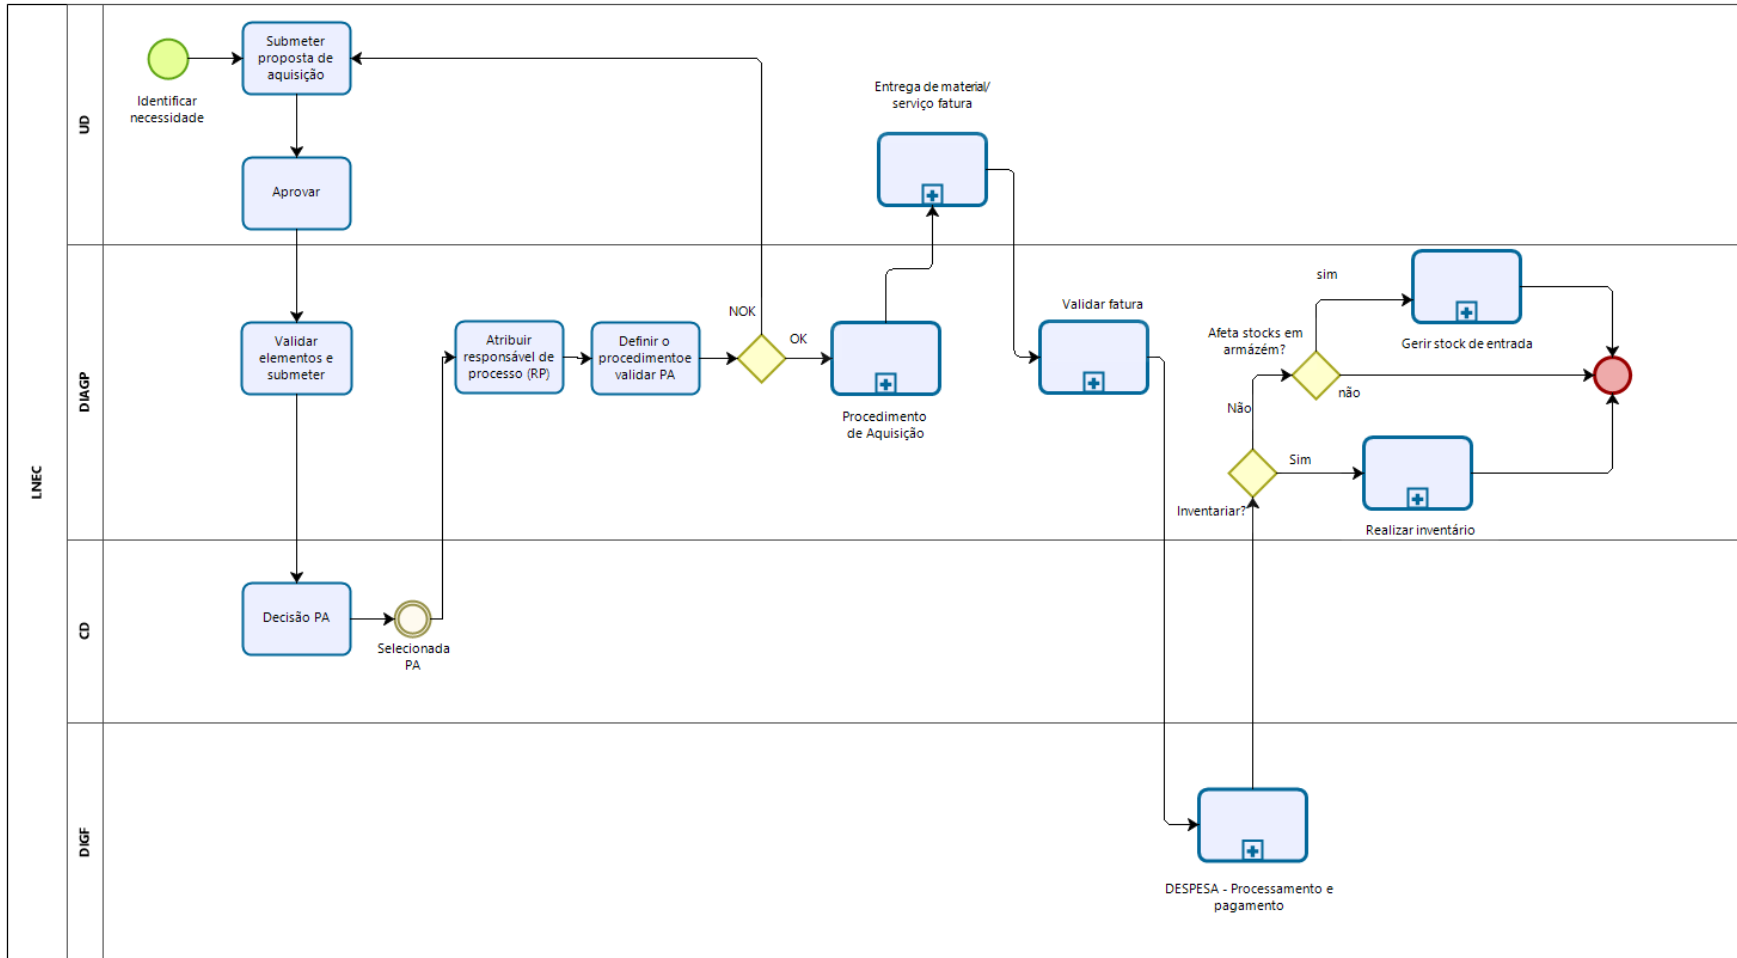 LNEC
UD
Identificar
necessidade
Submeter
proposta de
aquisição
Aprovar
Entrega de material/
serviço fatura
DIAGP
Validar
elementos e
submeter
Atribuir
responsável de
processo (RP)
Definir o
procedimentoe
validar PA
NOK
OK
Procedimento
de Aquisição
Validar fatura
Afeta stocks em
armázém?
sim
Gerir stock de entrada
não
Não
Inventariar?
Sim
Realizar inventário
CD
Decisão PA
Selecionada
PA
DIGF
DESPESA - Processamento e
pagamento